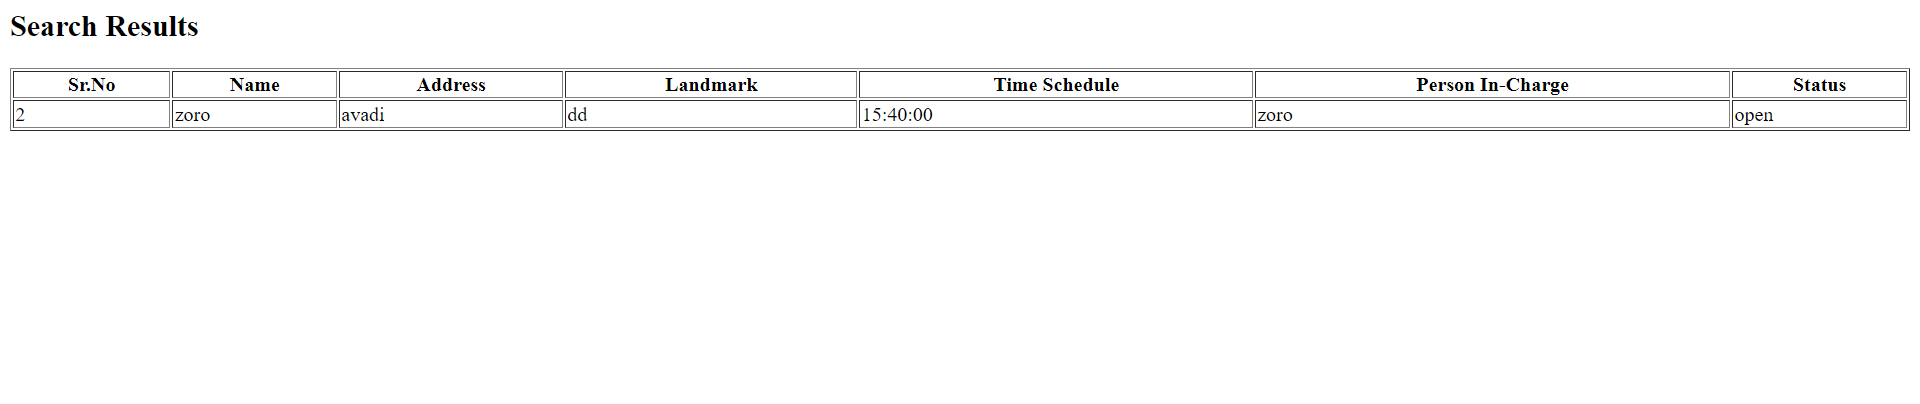 Search Results
Sr.No Name Address Landmark Time Schedule Person In-Charge Status
2 zoro avadi dd 15:40:00 zoro open